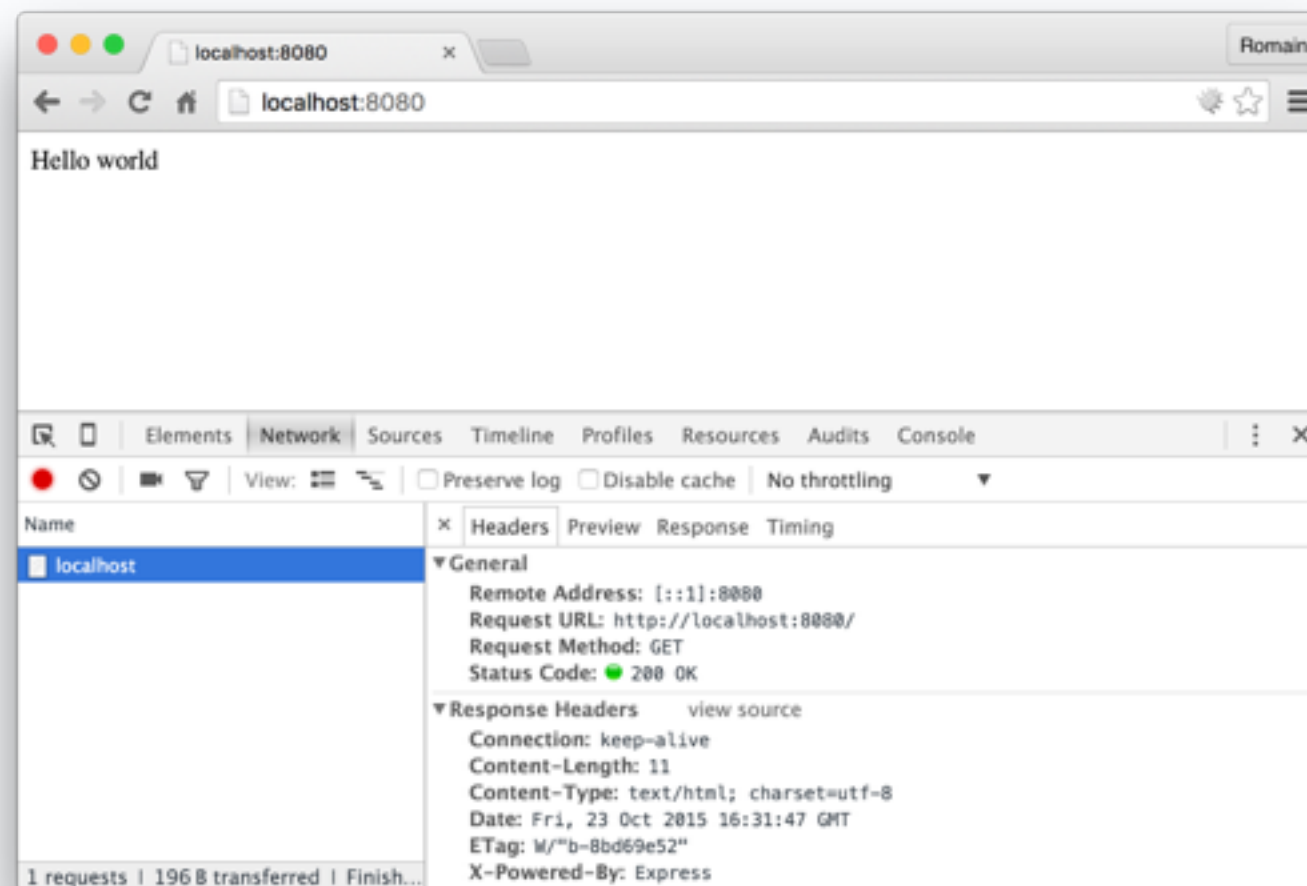 localhost:8080 ×
Romain
localhost:8080
Hello world
Elements Network Sources Timeline Profiles Resources Audits Console
View: Preserve log Disable cache No throttling
Name
× Headers Preview Response Timing
localhost
General
Remote Address: [::1]:8080
Request URL: http://localhost:8080/
Request Method: GET
Status Code: 200 OK
Response Headers view source
Connection: keep-alive
Content-Length: 11
Content-Type: text/html; charset=utf-8
Date: Fri, 23 Oct 2015 16:31:47 GMT
ETag: W/"b-8bd69e52"
X-Powered-By: Express
1 requests | 196 B transferred | Finish...